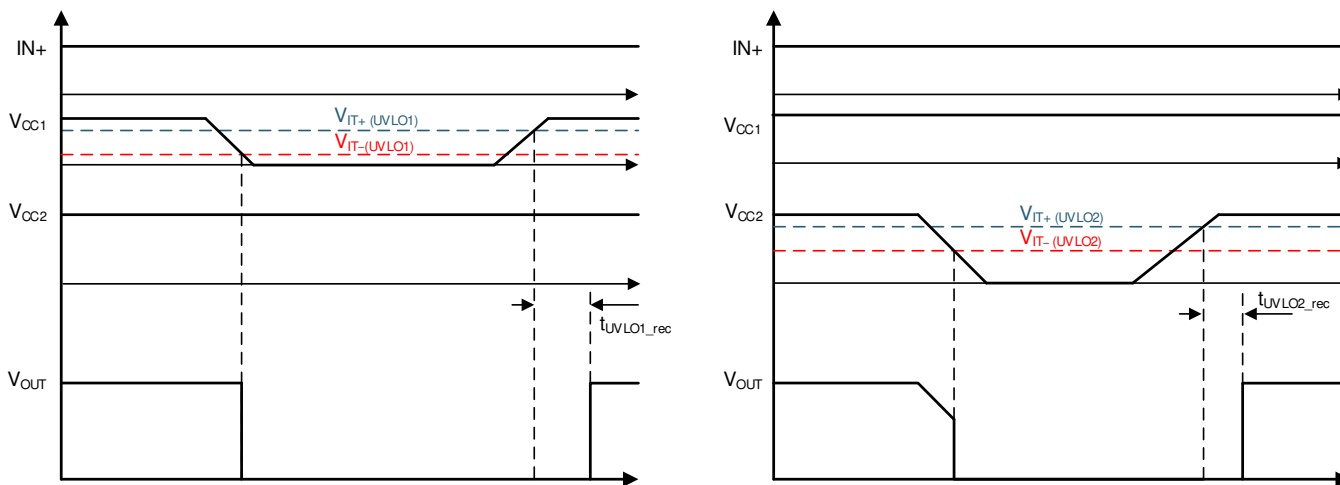 IN+
VCC1
VIT+ (UVLO1)
VIT–(UVLO1)
VCC2
tUVLO1_rec
VOUT
IN+
VCC1
VCC2
VIT+ (UVLO2)
VIT– (UVLO2)
tUVLO2_rec
VOUT